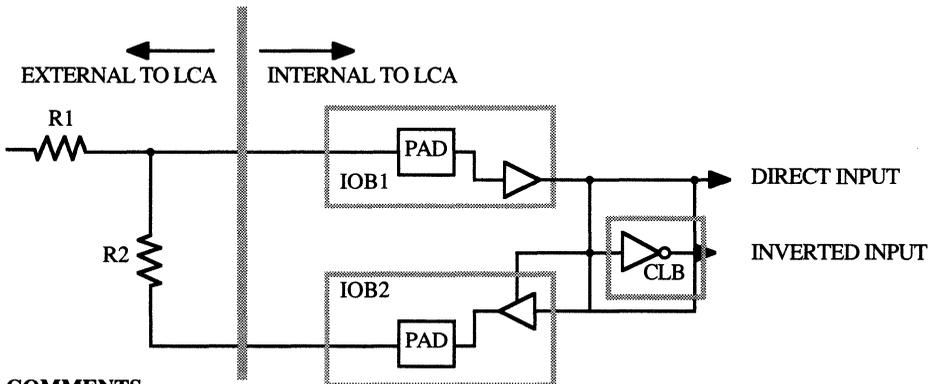 EXTERNAL TO LCA
INTERNAL TO LCA
R1
PAD
IOB1
DIRECT INPUT
R2
INVERTED INPUT
CLB
IOB2
PAD
COMMENTS